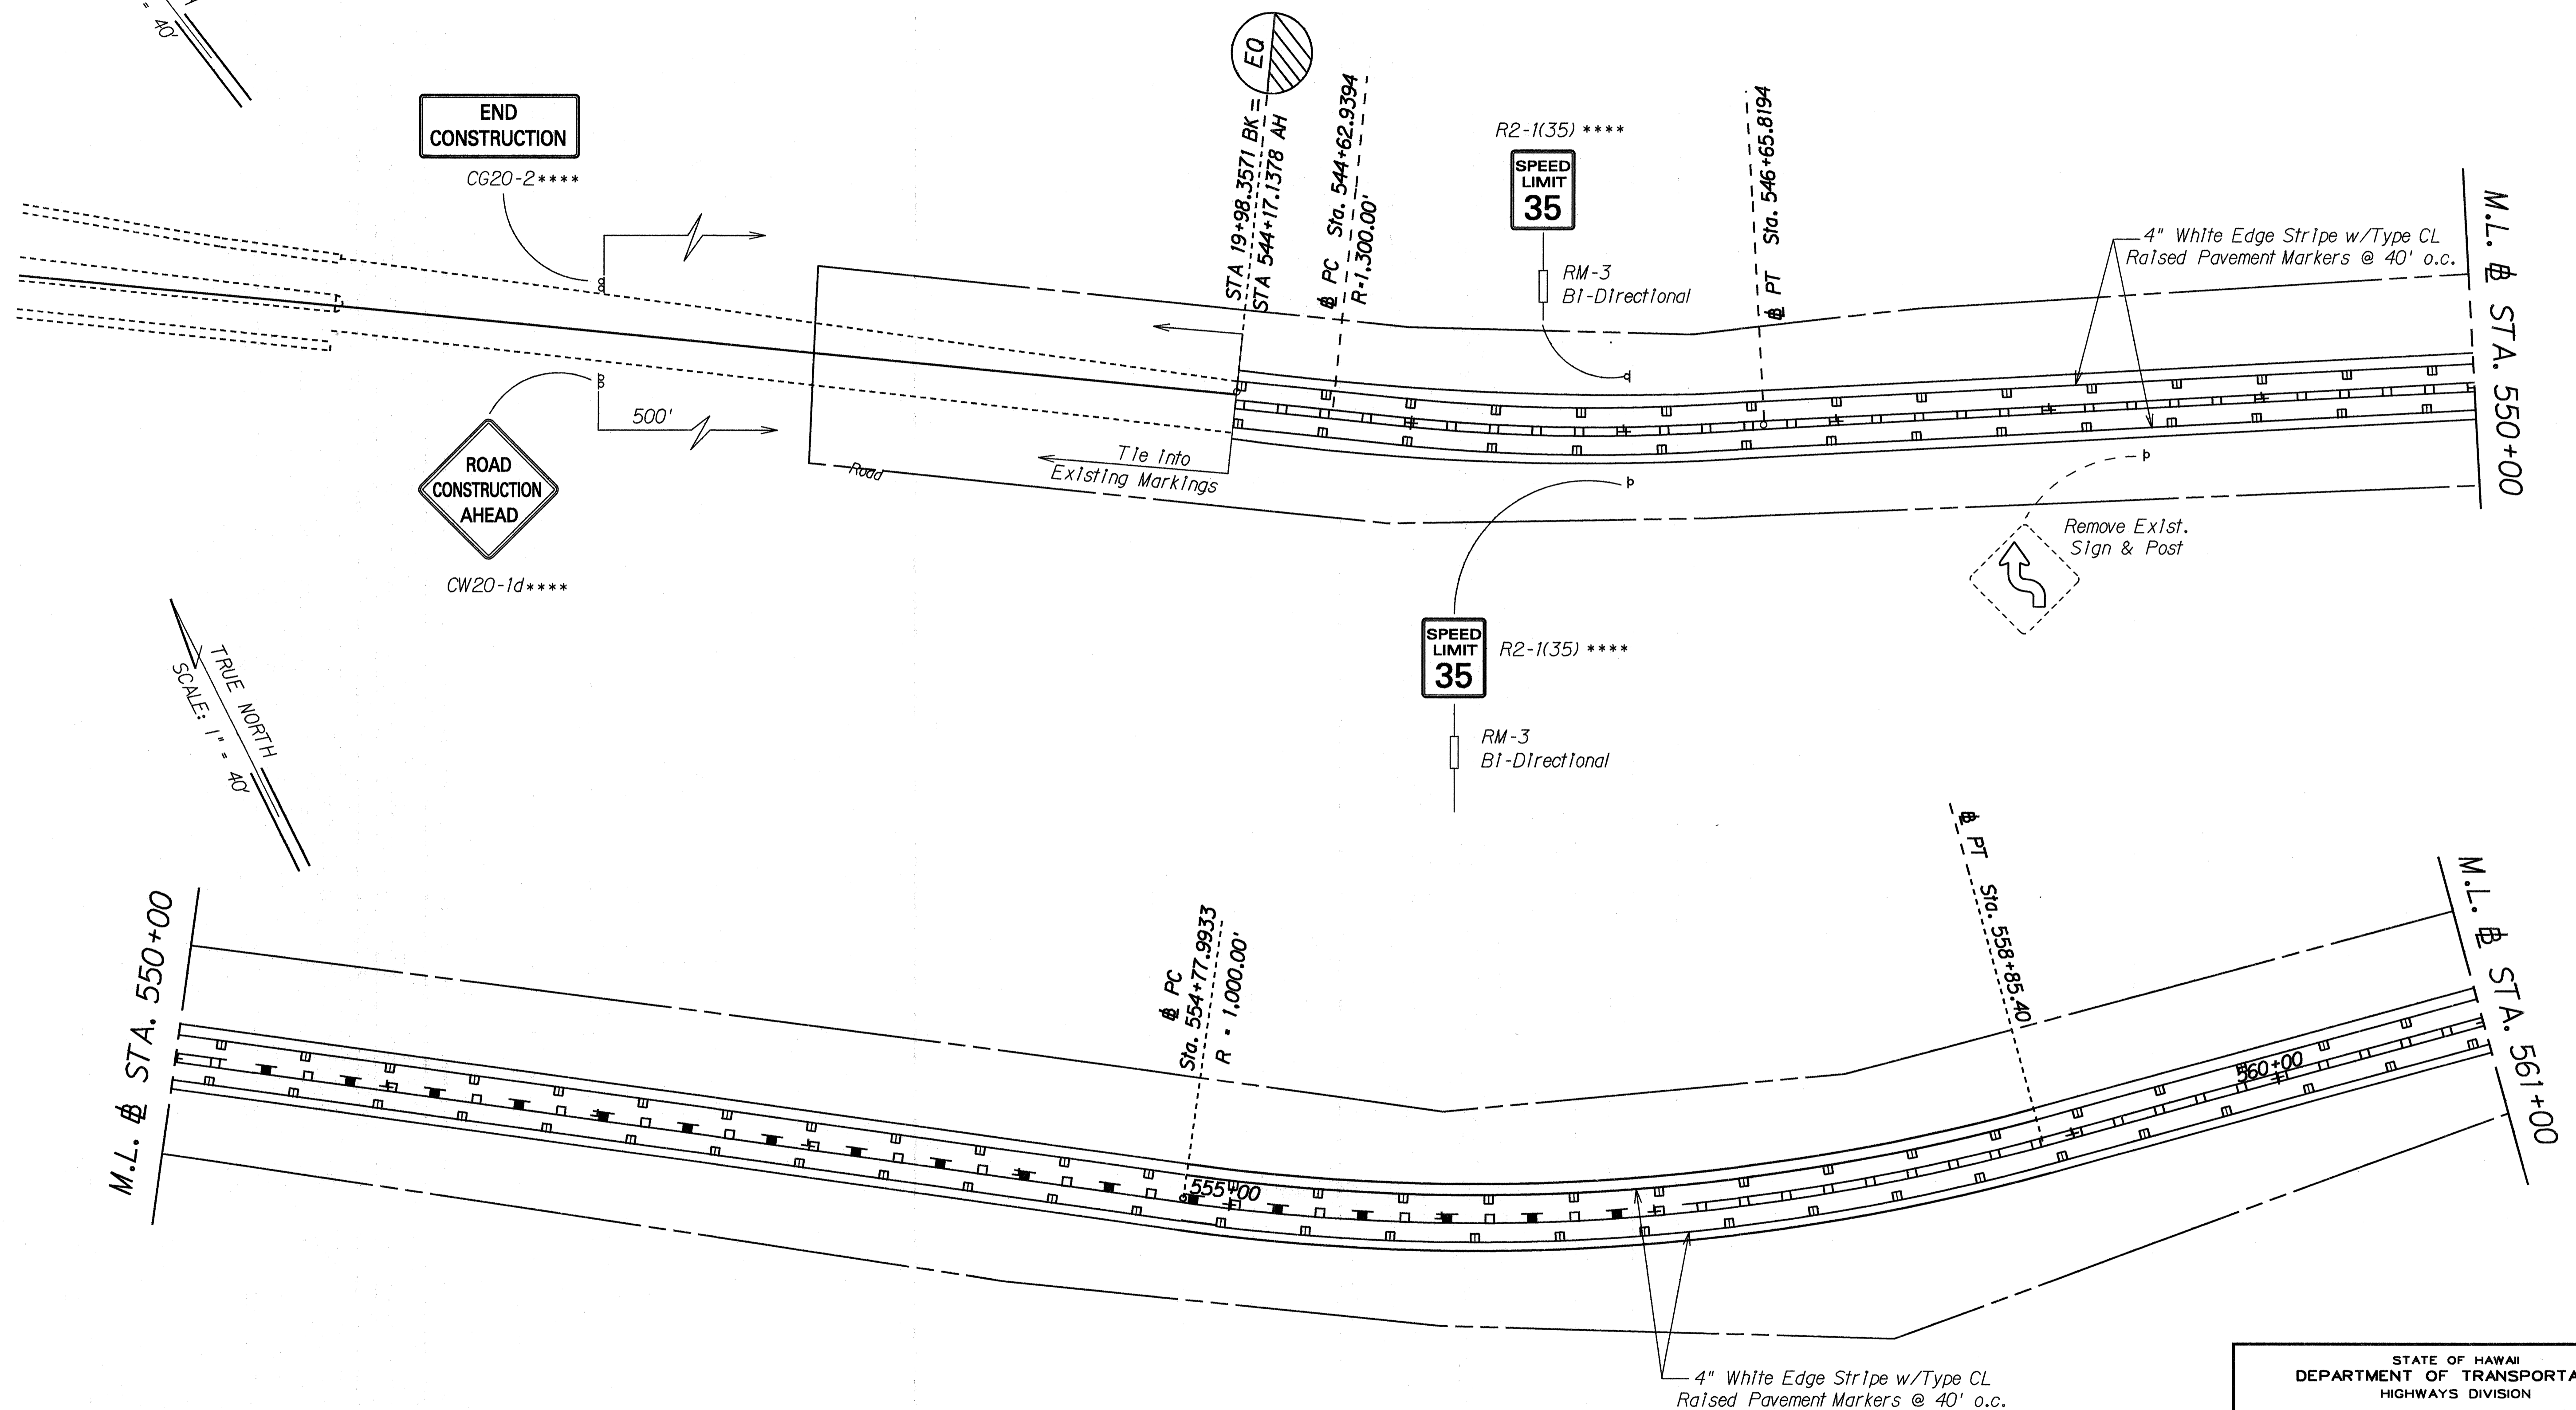 = 40'
END
CONSTRUCTION
CG20-2****
EQ
STA 19+98.3571 BK =
STA 544+17.1378 AH
PC Sta. 544+62.9394
R=1,300.00'
R2-1(35) ****
SPEED
LIMIT
35
RM-3
Bi-Directional
PT Sta. 546+65.8194
4" White Edge Stripe w/Type CL
Raised Pavement Markers @ 40' o.c.
M.L. B STA. 550+00
500'
ROAD
CONSTRUCTION
AHEAD
CW20-1d****
Road
Tie into
Existing Markings
Remove Exist.
Sign & Post
SPEED
LIMIT
35
R2-1(35) ****
RM-3
Bi-Directional
TRUE NORTH
SCALE: 1" = 40'
M.L. B STA. 550+00
B PC
Sta. 554+77.9933
R = 1,000.00'
555+00
B PT Sta. 558+85.40
560+00
M.L. B STA. 561+00
4" White Edge Stripe w/Type CL
Raised Pavement Markers @ 40' o.c.
STATE OF HAWAII
DEPARTMENT OF TRANSPORTA
HIGHWAYS DIVISION